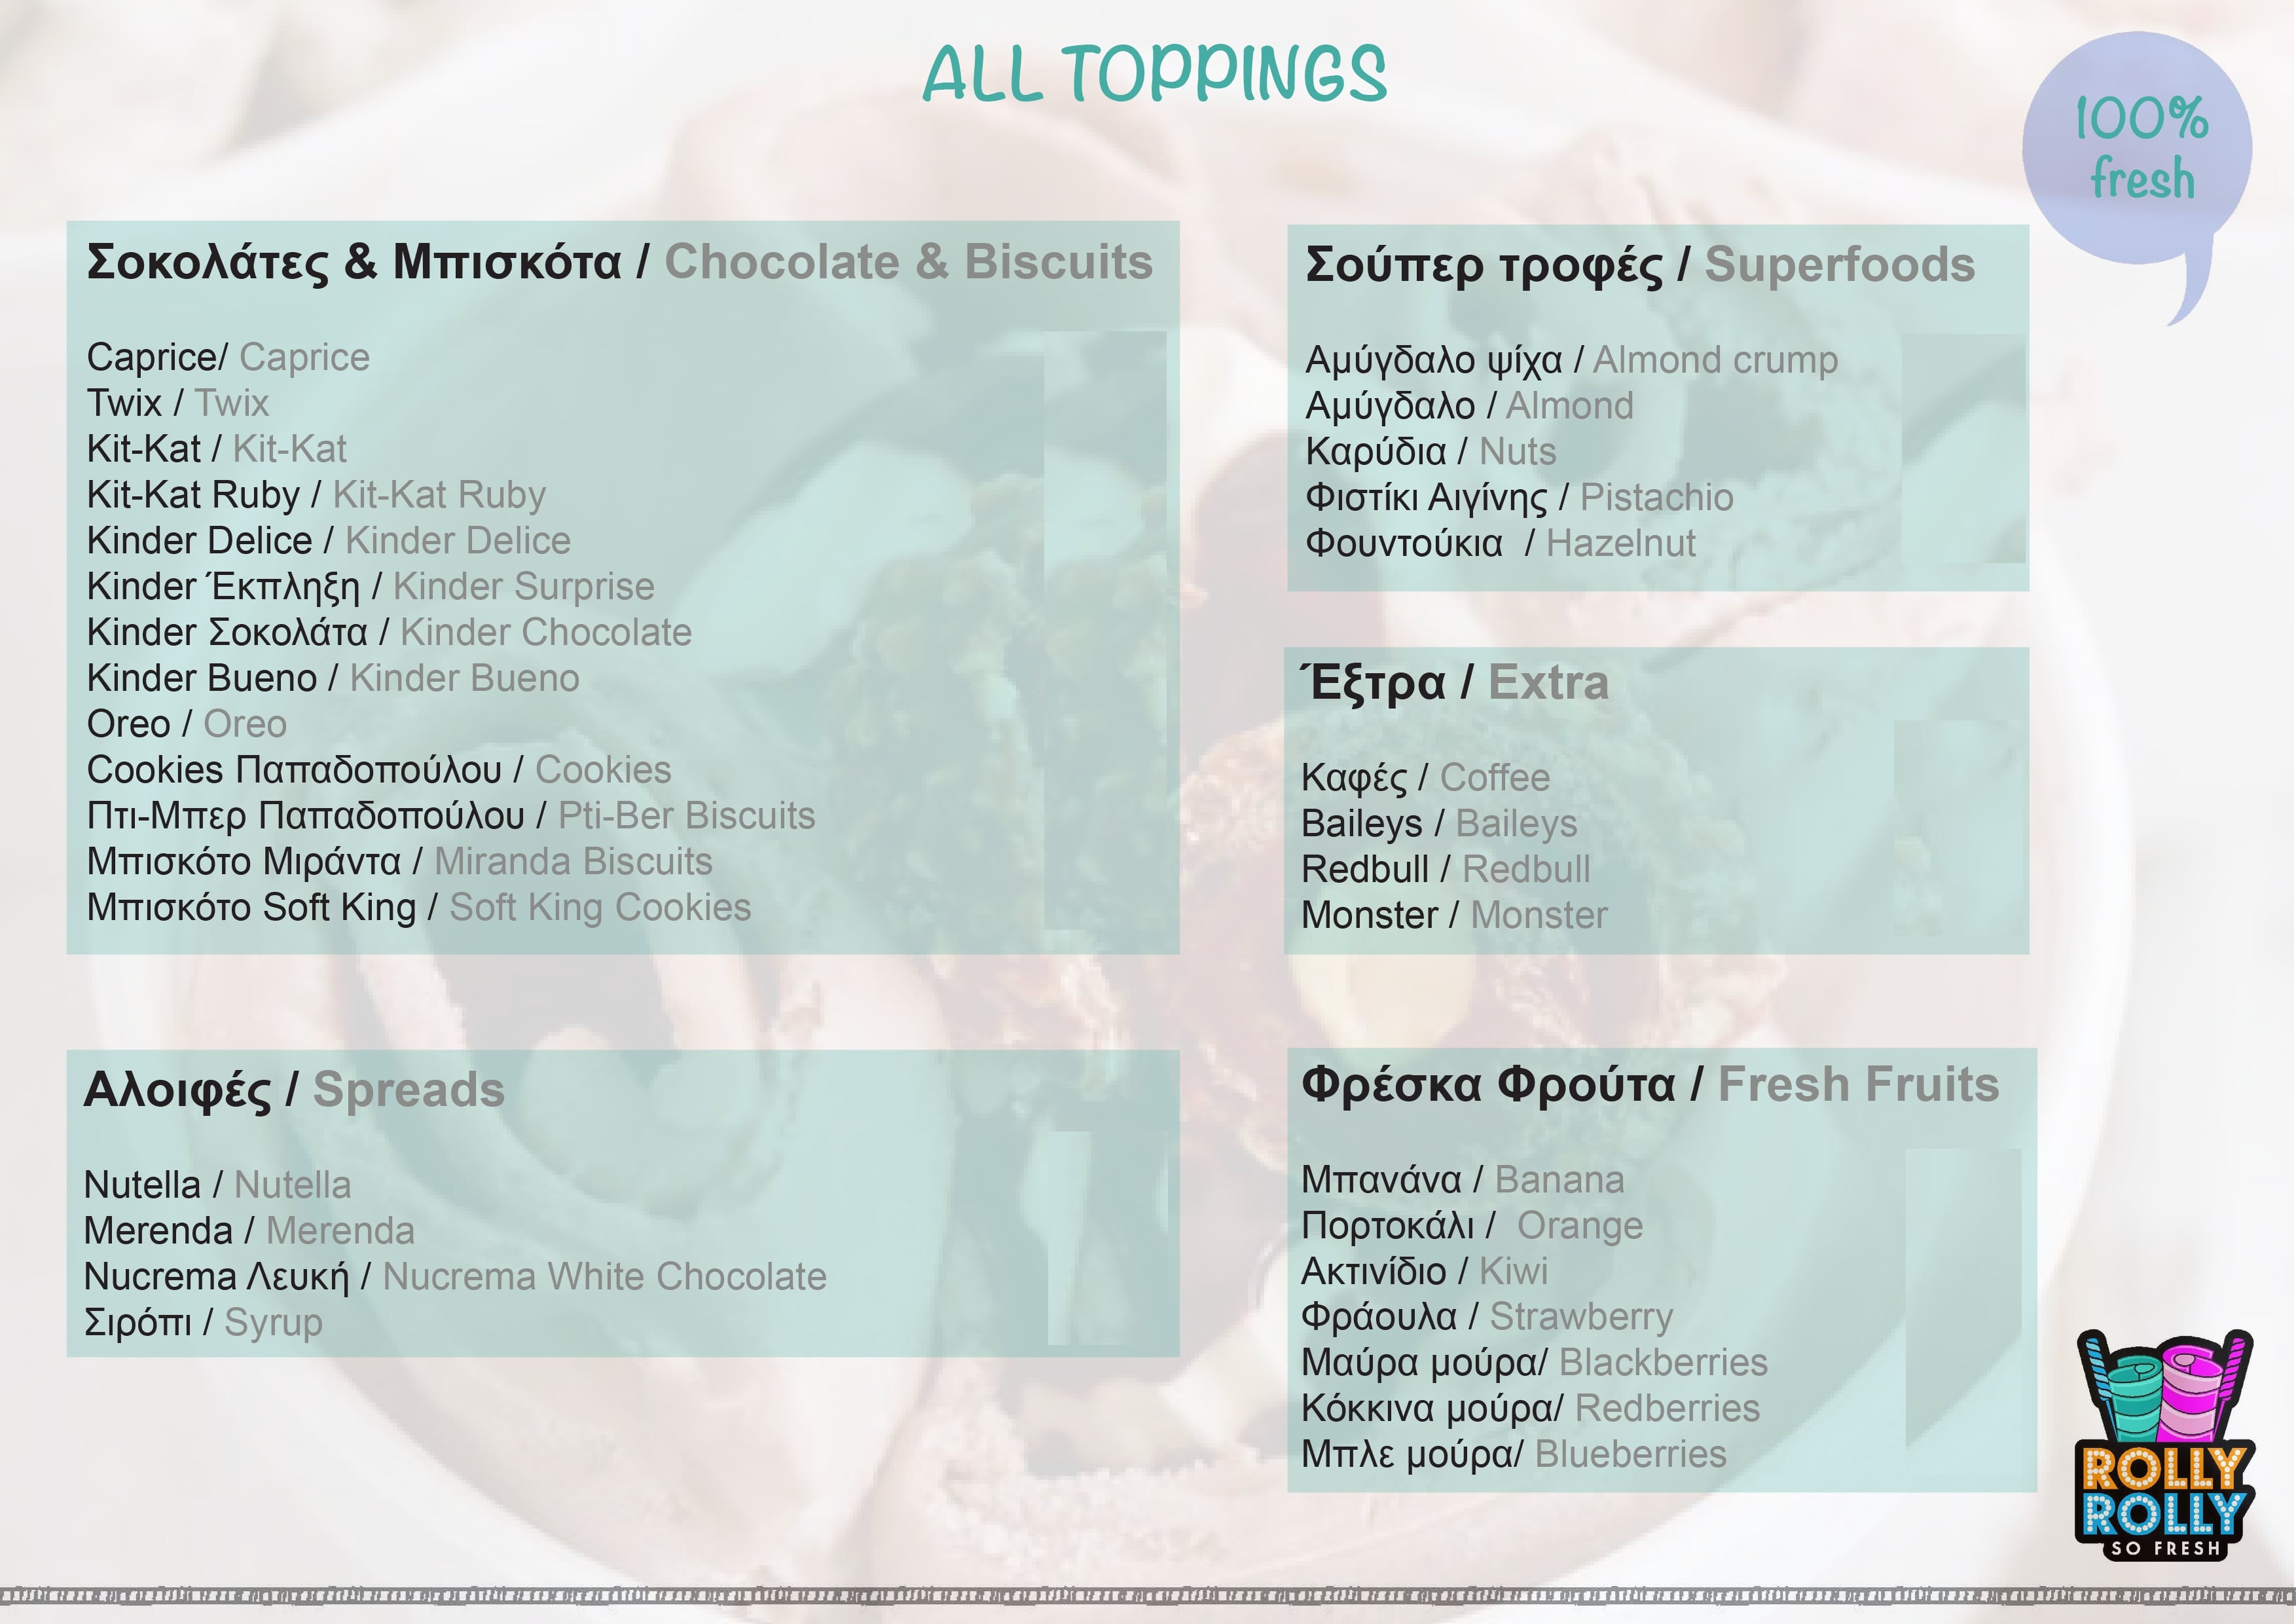 ALL TOPPINGS
100%
fresh
Σοκολάτες & Μπισκότα / Chocolate & Biscuits
Caprice/ Caprice
Twix / Twix
Kit-Kat / Kit-Kat
Kit-Kat Ruby / Kit-Kat Ruby
Kinder Delice / Kinder Delice
Kinder Έκπληξη / Kinder Surprise
Kinder Σοκολάτα / Kinder Chocolate
Kinder Bueno / Kinder Bueno
Oreo / Oreo
Cookies Παπαδοπούλου / Cookies
Πτι-Μπερ Παπαδοπούλου / Pti-Ber Biscuits
Μπισκότο Μιράντα / Miranda Biscuits
Μπισκότο Soft King / Soft King Cookies
Αλοιφές / Spreads
Nutella / Nutella
Merenda / Merenda
Nucrema Λευκή / Nucrema White Chocolate
Σιρόπι / Syrup
Σούπερ τροφές / Superfoods
Αμύγδαλο ψίχα / Almond crump
Αμύγδαλο / Almond
Καρύδια / Nuts
Φιστίκι Αιγίνης / Pistachio
Φουντούκια / Hazelnut
Έξτρα / Extra
Καφές / Coffee
Baileys / Baileys
Redbull / Redbull
Monster / Monster
Φρέσκα Φρούτα / Fresh Fruits
Μπανάνα / Banana
Πορτοκάλι / Orange
Ακτινίδιο / Kiwi
Φράουλα / Strawberry
Μαύρα μούρα/ Blackberries
Κόκκινα μούρα/ Redberries
Μπλε μούρα/ Blueberries
ROLLY
ROLLY
SO FRESH